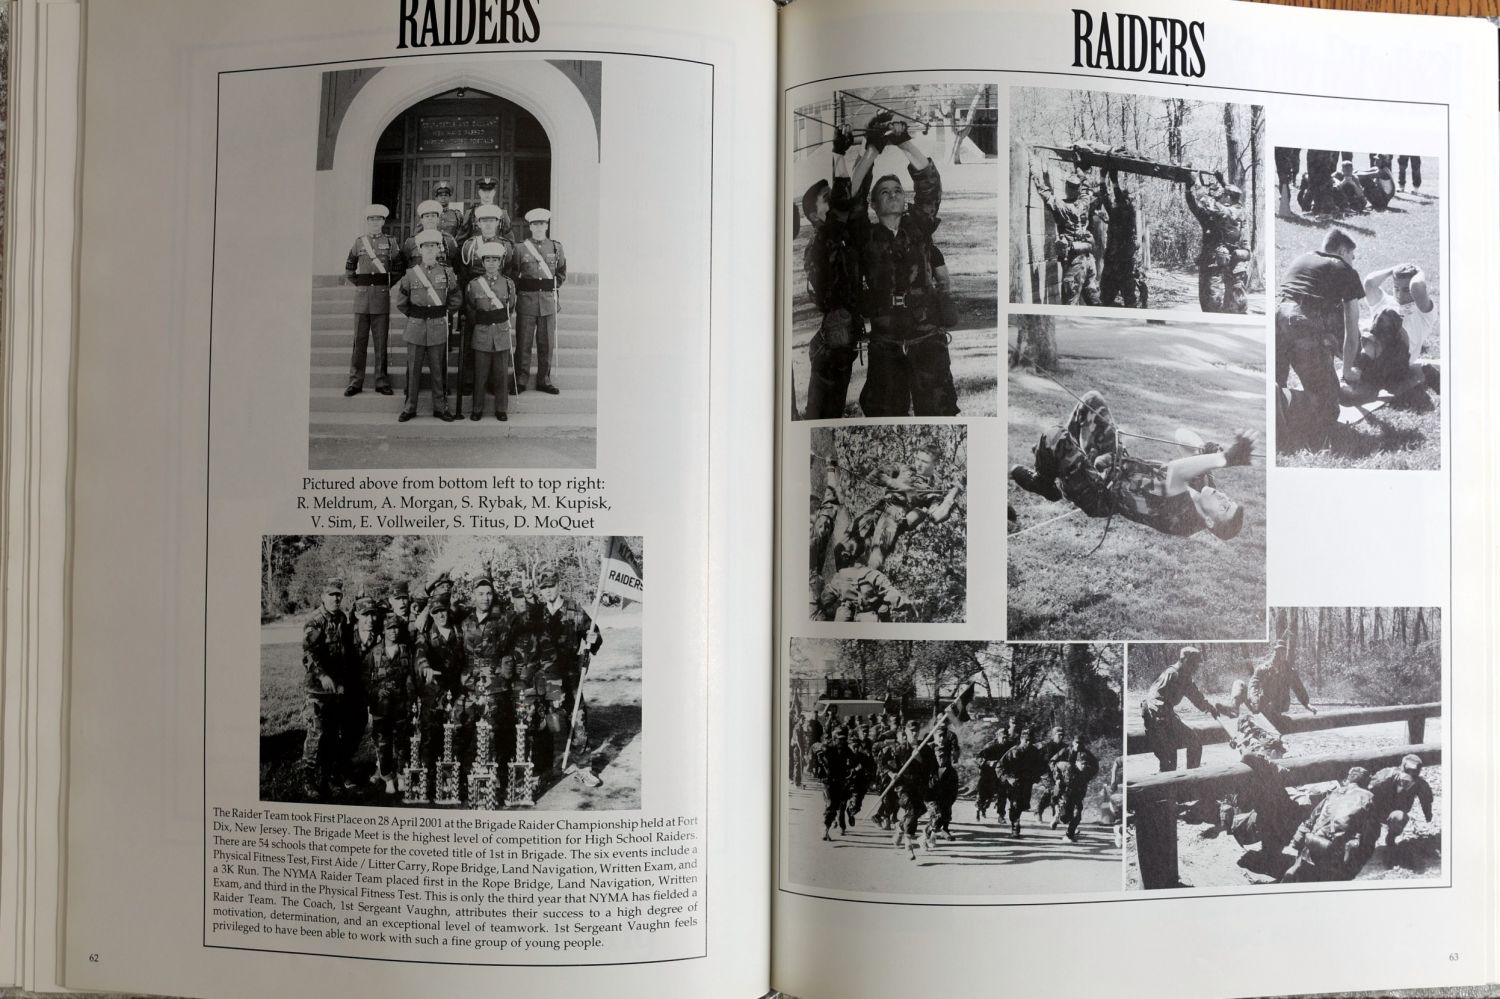 RAIDERS
Pictured above from bottom left to top right:
R. Meldrum, A. Morgan, S. Rybak, M. Kupisk,
V. Sim, E. Vollweiler, S. Titus, D. MoQuet
RAIDERS
The Raider Team took First Place on 28 April 2001 at the Brigade Raider Championship held at Fort
Dix, New Jersey. The Brigade Meet is the highest level of competition for High School Raiders.
There are 54 schools that compete for the coveted title of 1st in Brigade. The six events include a
Physical Fitness Test, First Aide / Litter Carry, Rope Bridge, Land Navigation, Written Exam, and
a 3K Run. The NYMA Raider Team placed first in the Rope Bridge, Land Navigation, Written
Exam, and third in the Physical Fitness Test. This is only the third year that NYMA has fielded a
Raider Team. The Coach, 1st Sergeant Vaughn, attributes their success to a high degree of
motivation, determination, and an exceptional level of teamwork. 1st Sergeant Vaughn feels
privileged to have been able to work with such a fine group of young people.
62
RAIDERS
63